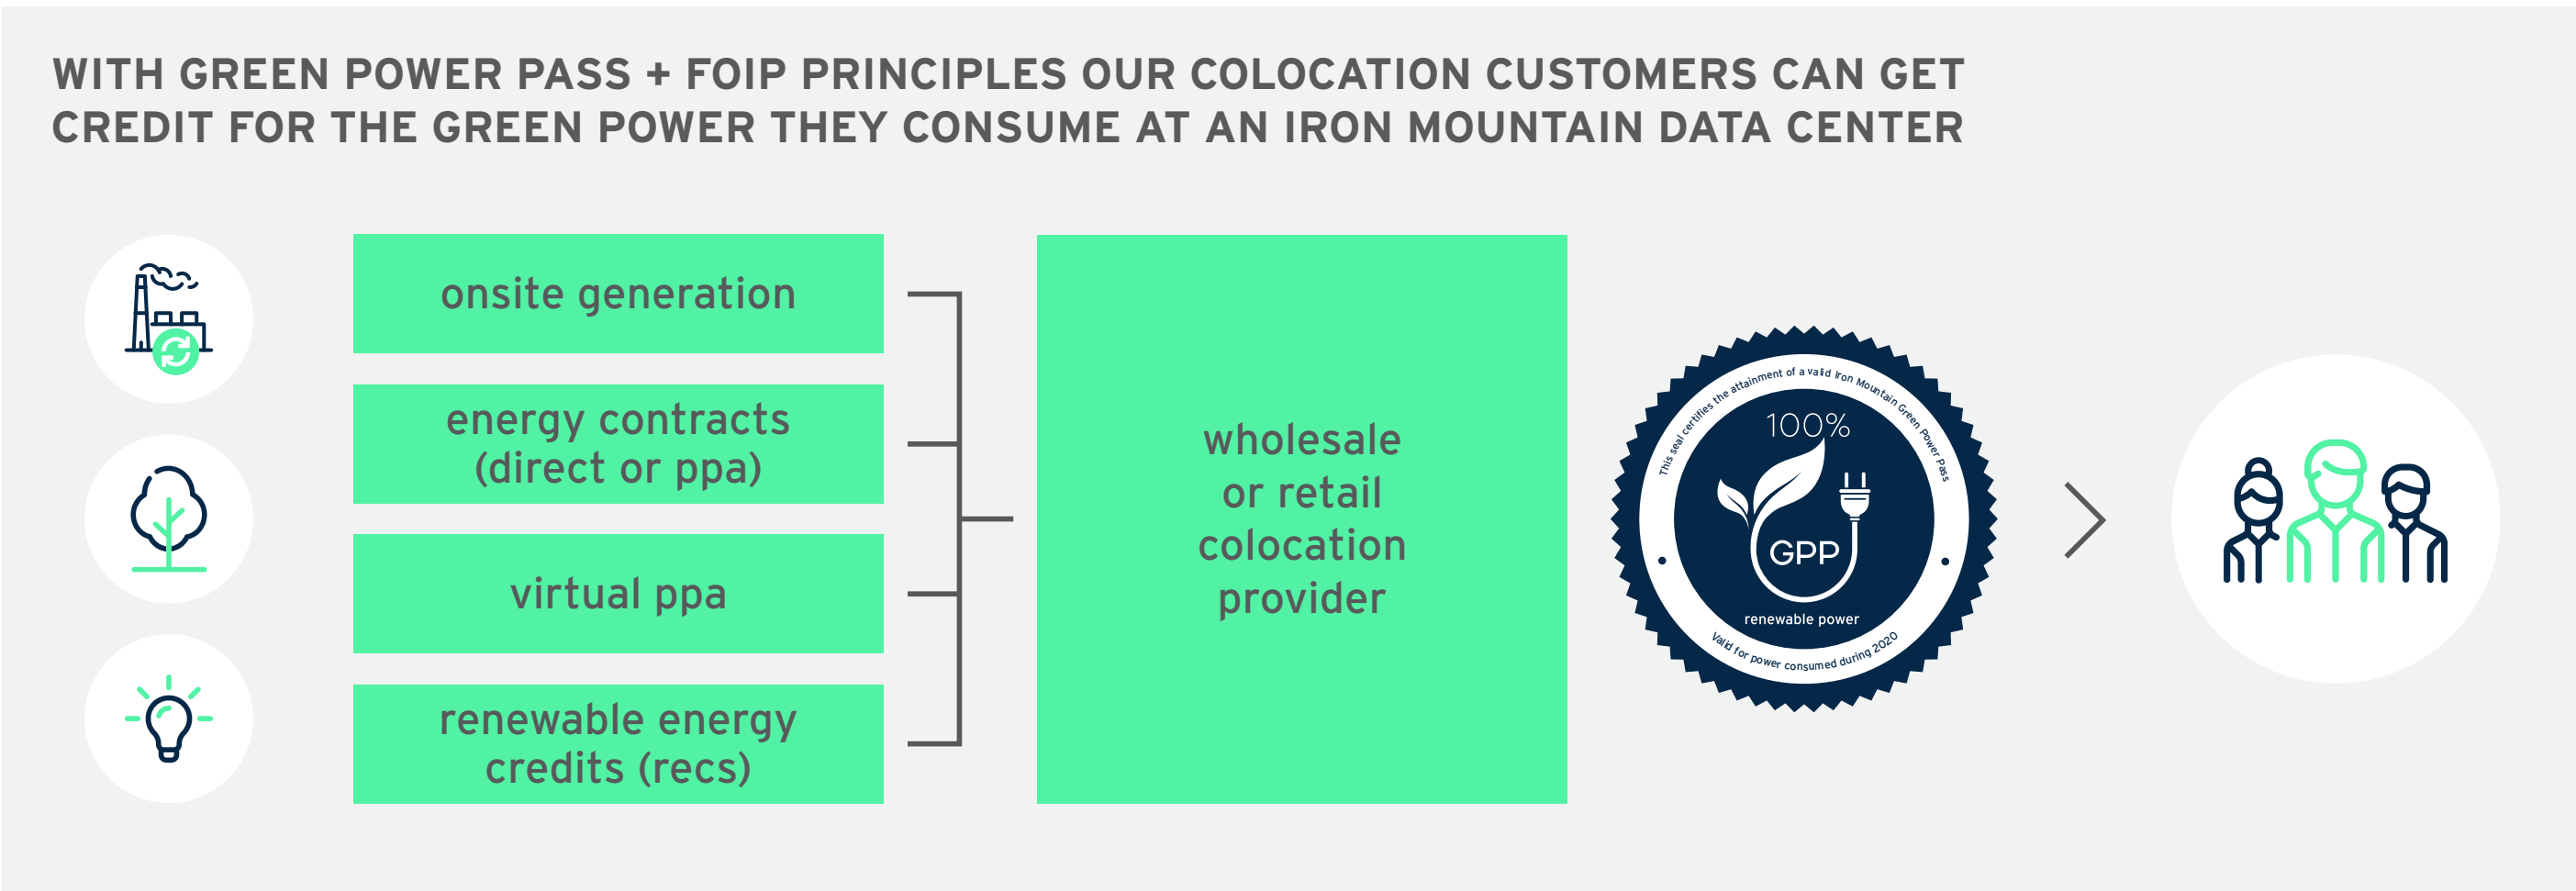 WITH GREEN POWER PASS + FOIP PRINCIPLES OUR COLOCATION CUSTOMERS CAN GET
CREDIT FOR THE GREEN POWER THEY CONSUME AT AN IRON MOUNTAIN DATA CENTER
onsite generation
energy contracts
(direct or ppa)
virtual ppa
renewable energy
credits (recs)
wholesale
or retail
colocation
provider
This seal certifies the attainment of a valid Iron Mountain Green Power Pass
100%
GPP
renewable power
Valid for power consumed during 2020